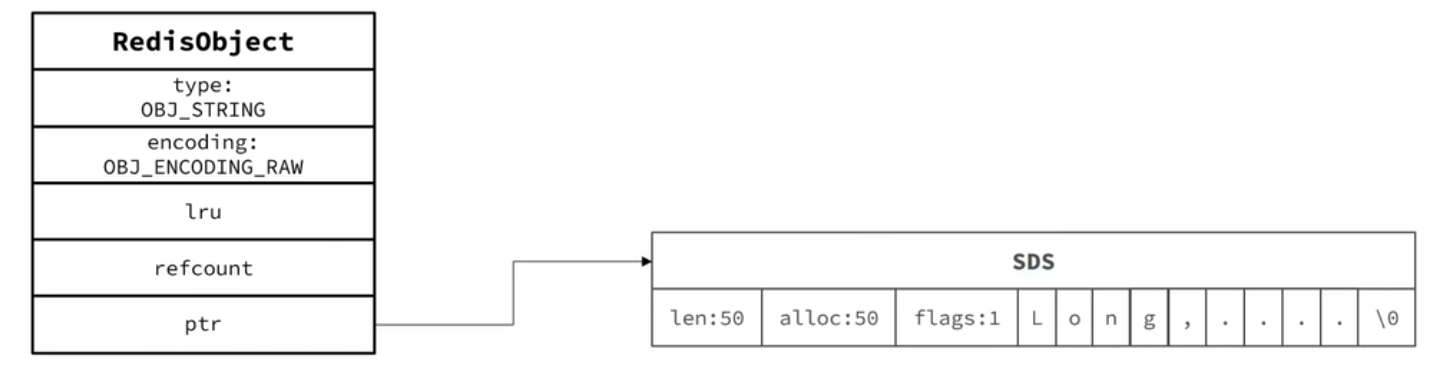 RedisObject
type:
OBJ_STRING
encoding:
OBJ_ENCODING_RAW
lru
refcount
ptr
SDS
len:50 alloc:50 flags:1 L o n g , . . . . \0